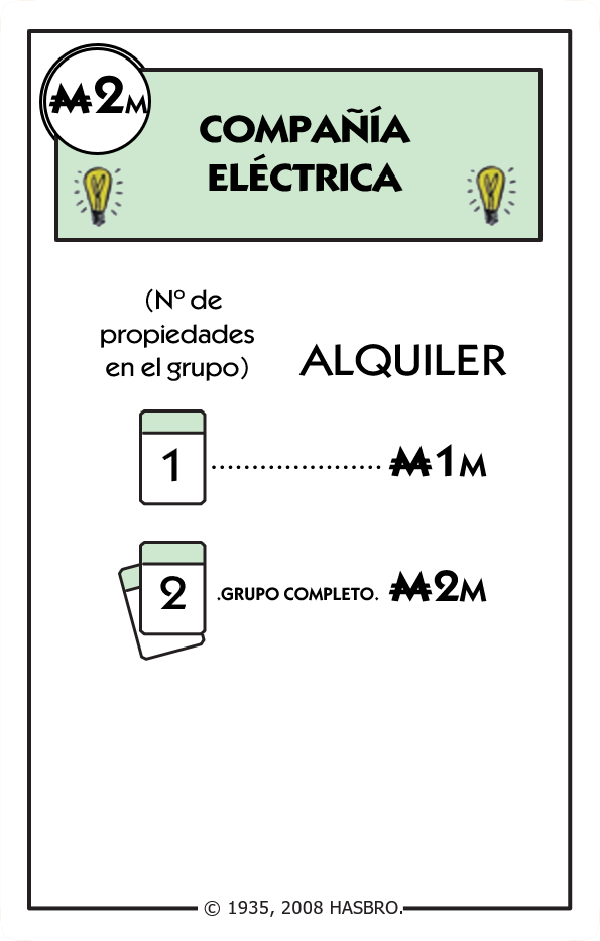 ₼2M
COMPAÑÍA
ELÉCTRICA
(Nº de
propiedades
en el grupo)
ALQUILER
1 ..................... ₼1M
2 .GRUPO COMPLETO. ₼2M
© 1935, 2008 HASBRO.